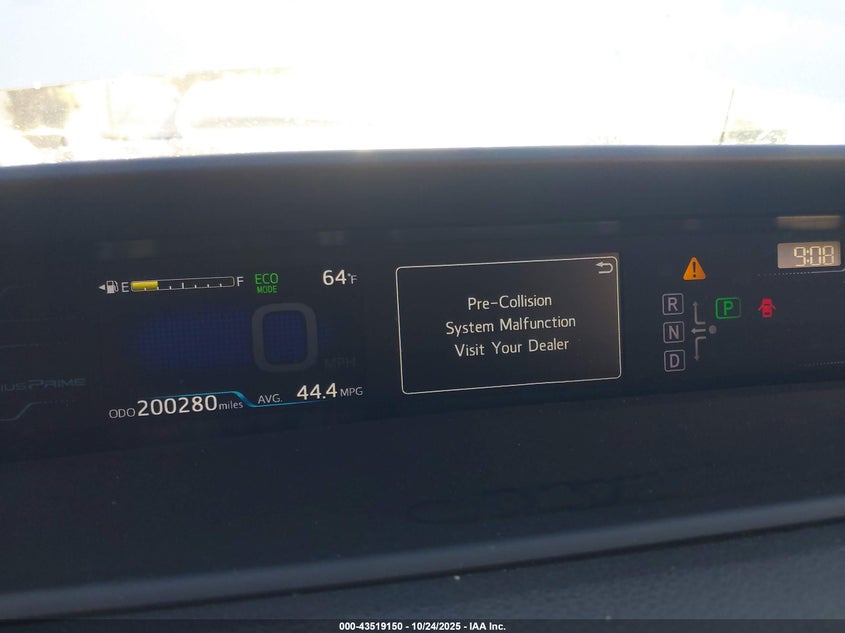 9:08
E F ECO MODE 64°F
Pre-Collision
System Malfunction
Visit Your Dealer
R
N
D
P
0 MPH
PRIME
ODO 200280 miles AVG. 44.4 MPG
000-43519150 - 10/24/2025 - IAA Inc.